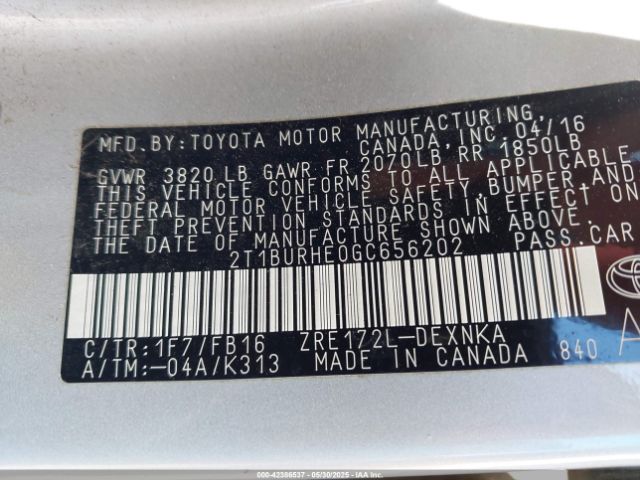 MFD.BY:TOYOTA MOTOR MANUFACTURING,
CANADA, INC. 04/16
GVWR 3820 LB GAWR FR 2070LB RR 1850LB
THIS VEHICLE CONFORMS TO ALL APPLICABLE
FEDERAL MOTOR VEHICLE SAFETY, BUMPER AND
THEFT PREVENTION STANDARDS IN EFFECT ON
THE DATE OF MANUFACTURE SHOWN ABOVE.
2T1BURHE0GC656202 PASS.CAR
C/TR:1F7/FB16 ZRE172L-DEXNKA
A/TM:-04A/K313 MADE IN CANADA 840
A
000-42386537 - 05/30/2025 - IAA Inc.